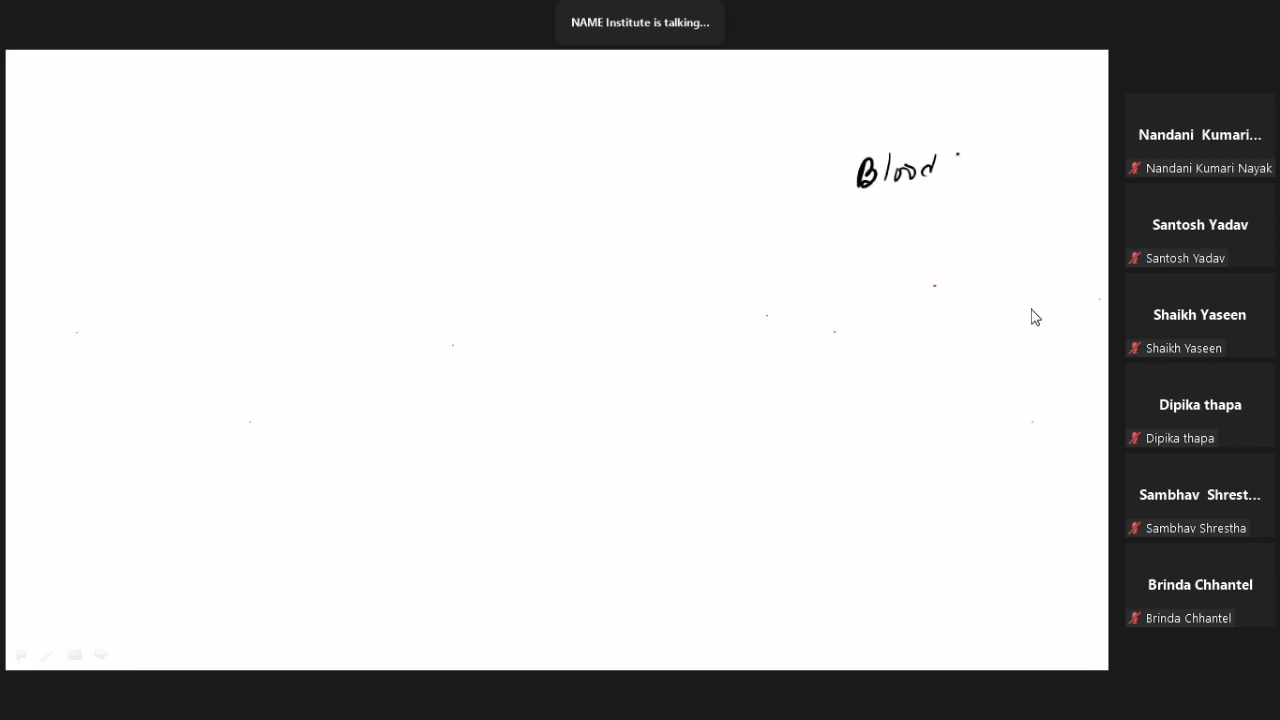 NAME Institute is talking...
Blood
Nandani Kumari...
Nandani Kumari Nayak
Santosh Yadav
Santosh Yadav
Shaikh Yaseen
Shaikh Yaseen
Dipika thapa
Dipika thapa
Sambhav Shrest...
Sambhav Shrestha
Brinda Chhantel
Brinda Chhantel